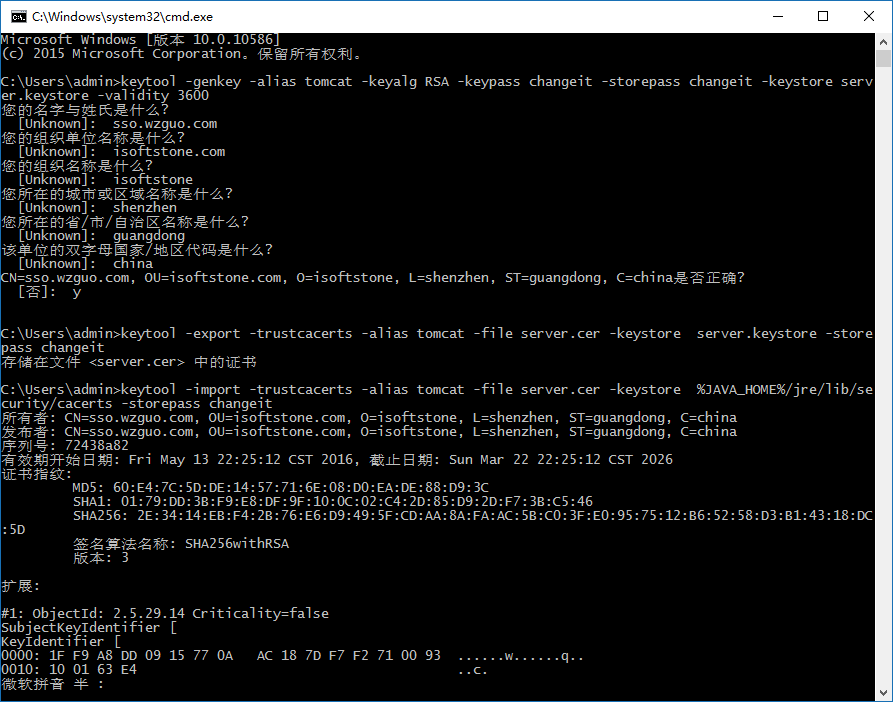 C:\Windows\system32\cmd.exe
Microsoft Windows [版本 10.0.10586]
(c) 2015 Microsoft Corporation。保留所有权利。
C:\Users\admin>keytool -genkey -alias tomcat -keyalg RSA -keypass changeit -storepass changeit -keystore serv
er.keystore -validity 3600
您的名字与姓氏是什么?
[Unknown]:  sso.wzguo.com
您的组织单位名称是什么?
[Unknown]:  isoftstone.com
您的组织名称是什么?
[Unknown]:  isoftstone
您所在的城市或区域名称是什么?
[Unknown]:  shenzhen
您所在的省/市/自治区名称是什么?
[Unknown]:  guangdong
该单位的双字母国家/地区代码是什么?
[Unknown]:  china
CN=sso.wzguo.com, OU=isoftstone.com, O=isoftstone, L=shenzhen, ST=guangdong, C=china是否正确?
[否]:  y
C:\Users\admin>keytool -export -trustcacerts -alias tomcat -file server.cer -keystore  server.keystore -store
pass changeit
存储在文件 <server.cer> 中的证书
C:\Users\admin>keytool -import -trustcacerts -alias tomcat -file server.cer -keystore  %JAVA_HOME%/jre/lib/se
curity/cacerts -storepass changeit
所有者: CN=sso.wzguo.com, OU=isoftstone.com, O=isoftstone, L=shenzhen, ST=guangdong, C=china
发布者: CN=sso.wzguo.com, OU=isoftstone.com, O=isoftstone, L=shenzhen, ST=guangdong, C=china
序列号: 72438a82
有效期开始日期: Fri May 13 22:25:12 CST 2016, 截止日期: Sun Mar 22 22:25:12 CST 2026
证书指纹:
MD5: 60:E4:7C:5D:DE:14:57:71:6E:08:D0:EA:DE:88:D9:3C
SHA1: 01:79:DD:3B:F9:E8:DF:9F:10:0C:02:C4:2D:85:D9:2D:F7:3B:C5:46
SHA256: 2E:34:14:EB:F4:2B:76:E6:D9:49:5F:CD:AA:8A:FA:AC:5B:C0:3F:E0:95:75:12:B6:52:58:D3:B1:43:18:DC
:5D
签名算法名称: SHA256withRSA
版本: 3
扩展:
#1: ObjectId: 2.5.29.14 Criticality=false
SubjectKeyIdentifier [
KeyIdentifier [
0000: 1F F9 A8 DD 09 15 77 0A   AC 18 7D F7 F2 71 00 93  ......w......q..
0010: 10 01 63 E4                                        ..c.
微软拼音 半 :